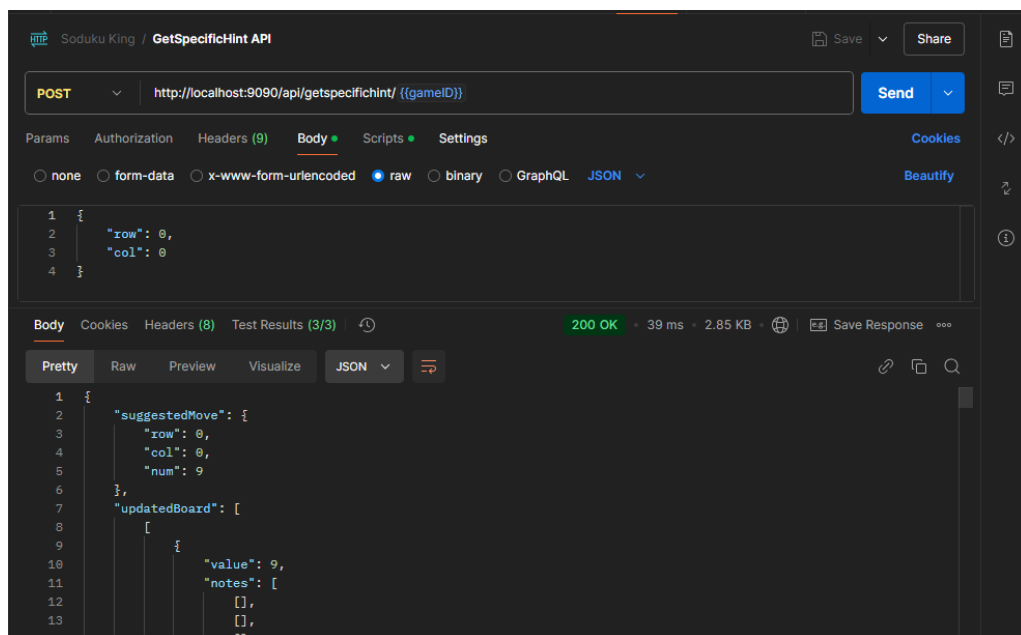 HTTP Soduku King / GetSpecificHint API Save Share
POST http://localhost:9090/api/getspecifichint/ {{gameID}} Send
Params Authorization Headers (9) Body Scripts Settings Cookies
none form-data x-www-form-urlencoded raw binary GraphQL JSON Beautify
1 {
2 "row": 0,
3 "col": 0
4 }
Body Cookies Headers (8) Test Results (3/3) 200 OK 39 ms 2.85 KB e.g. Save Response
Pretty Raw Preview Visualize JSON
1 {
2 "suggestedMove": {
3 "row": 0,
4 "col": 0,
5 "num": 9
6 },
7 "updatedBoard": [
8 [
9 {
10 "value": 9,
11 "notes": [
12 [],
13 [],